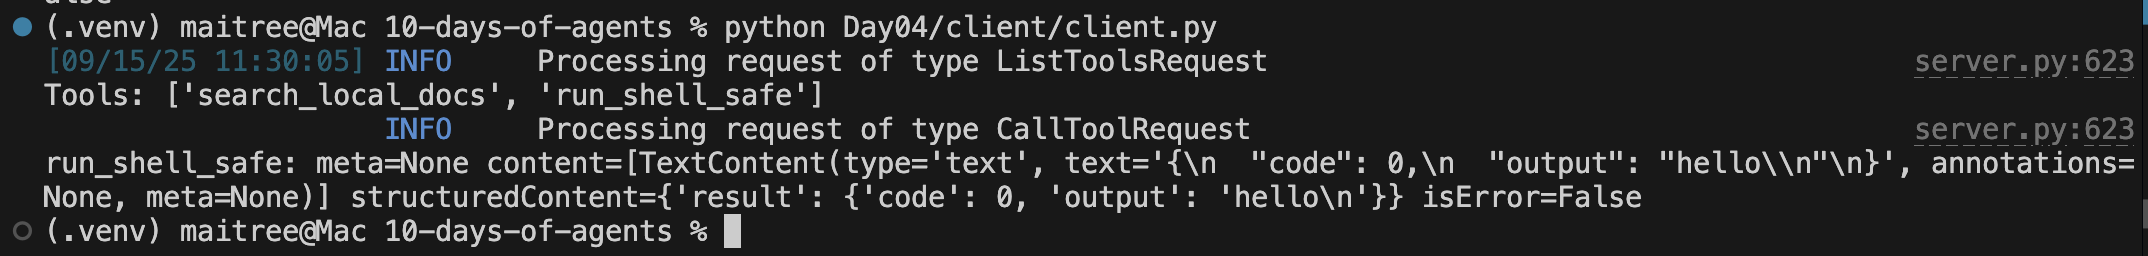 (.venv) maitree@Mac 10-days-of-agents % python Day04/client/client.py
[09/15/25 11:30:05] INFO     Processing request of type ListToolsRequest     server.py:623
Tools: ['search_local_docs', 'run_shell_safe']
INFO     Processing request of type CallToolRequest     server.py:623
run_shell_safe: meta=None content=[TextContent(type='text', text='{\n  "code": 0,\n  "output": "hello\\n"\n}', annotations=
None, meta=None)] structuredContent={'result': {'code': 0, 'output': 'hello\n'}} isError=False
(.venv) maitree@Mac 10-days-of-agents %